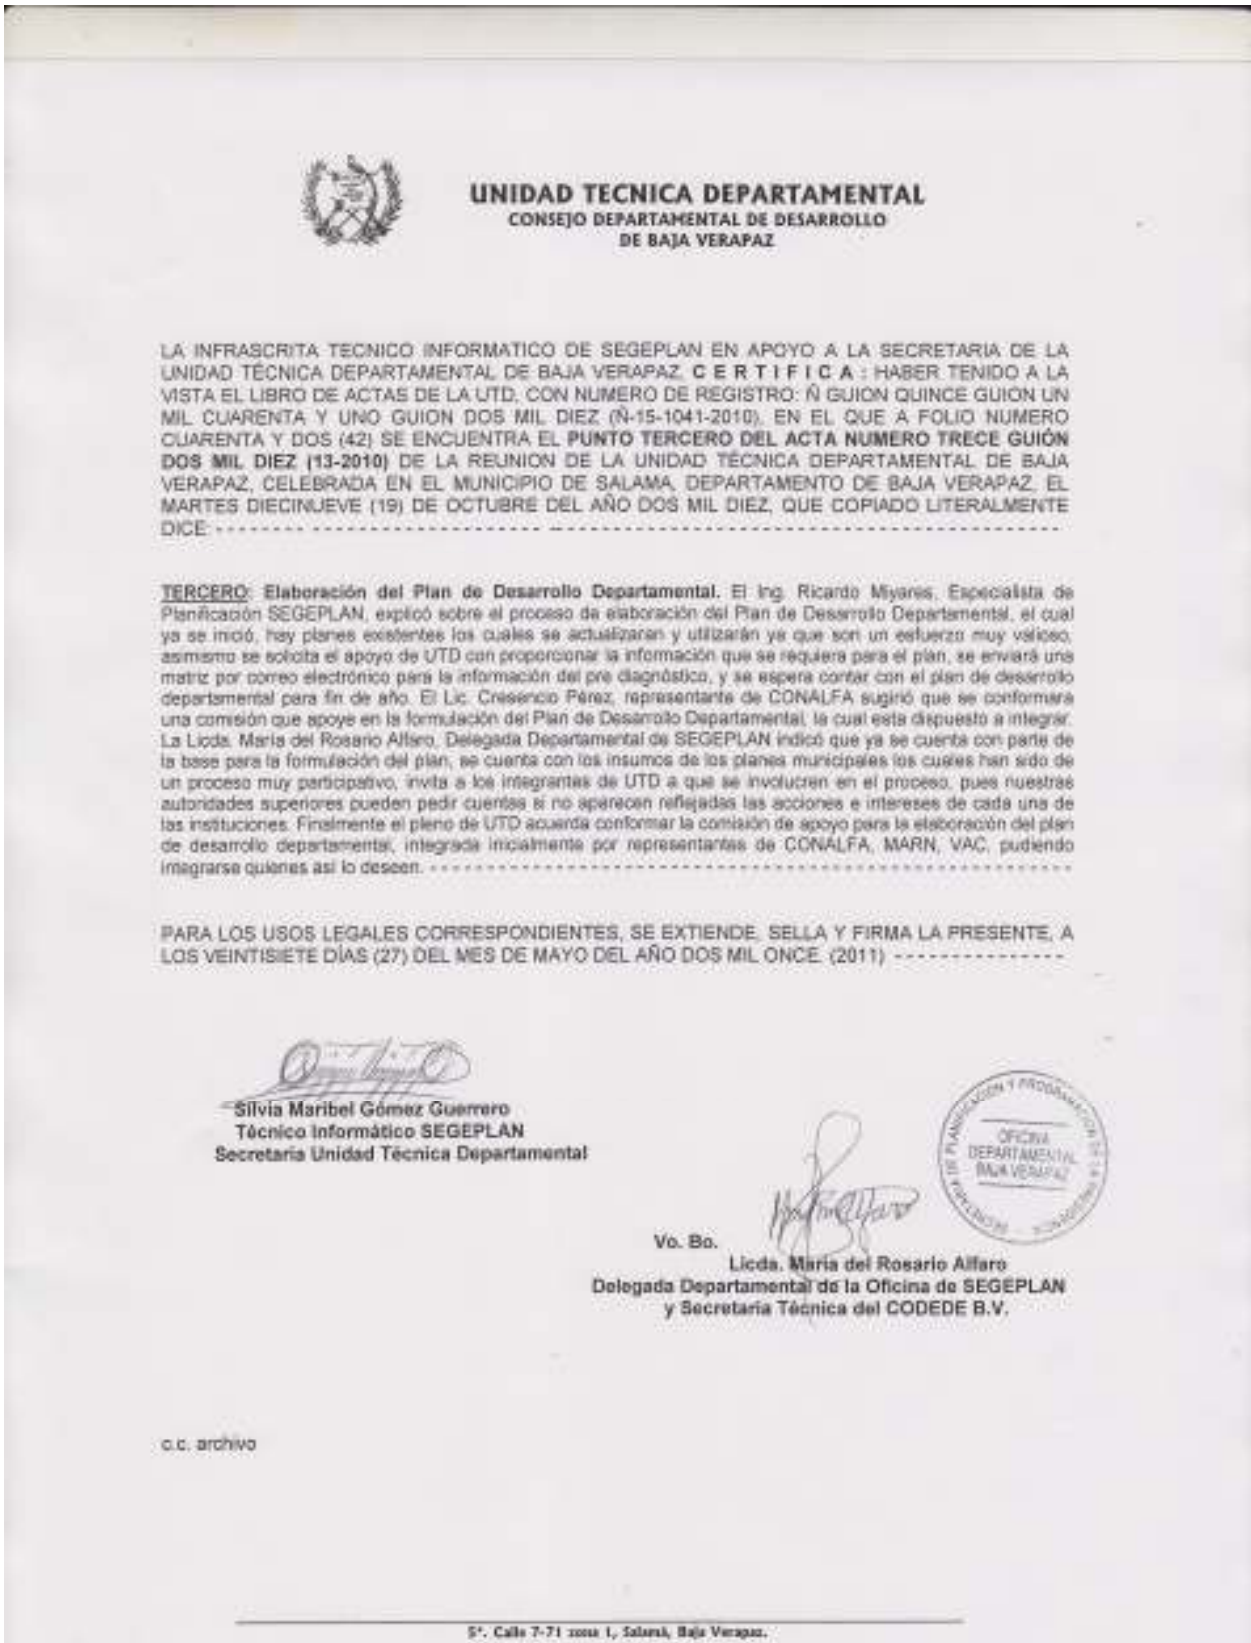 UNIDAD TECNICA DEPARTAMENTAL
CONSEJO DEPARTAMENTAL DE DESARROLLO
DE BAJA VERAPAZ
LA INFRASCRITA TECNICO INFORMATICO DE SEGEPLAN EN APOYO A LA SECRETARIA DE LA
UNIDAD TÉCNICA DEPARTAMENTAL DE BAJA VERAPAZ, C E R T I F I C A : HABER TENIDO A LA
VISTA EL LIBRO DE ACTAS DE LA UTD, CON NUMERO DE REGISTRO: Ñ GUION QUINCE GUION UN
MIL CUARENTA Y UNO GUION DOS MIL DIEZ (Ñ-15-1041-2010), EN EL QUE A FOLIO NUMERO
CUARENTA Y DOS (42) SE ENCUENTRA EL PUNTO TERCERO DEL ACTA NUMERO TRECE GUIÓN
DOS MIL DIEZ (13-2010) DE LA REUNION DE LA UNIDAD TÉCNICA DEPARTAMENTAL DE BAJA
VERAPAZ, CELEBRADA EN EL MUNICIPIO DE SALAMA, DEPARTAMENTO DE BAJA VERAPAZ, EL
MARTES DIECINUEVE (19) DE OCTUBRE DEL AÑO DOS MIL DIEZ, QUE COPIADO LITERALMENTE
DICE: - - - - - - - - - - - - - - - - - - - - - - - - - - - - - - - - - - - - - - - -
TERCERO: Elaboración del Plan de Desarrollo Departamental. El Ing. Ricardo Miyares, Especialista de
Planificación SEGEPLAN, explicó sobre el proceso de elaboración del Plan de Desarrollo Departamental, el cual
ya se inició, hay planes existentes los cuales se actualizaran y utilizarán ya que son un esfuerzo muy valioso,
asimismo se solicita el apoyo de UTD con proporcionar la información que se requiera para el plan, se enviará una
matriz por correo electrónico para la información del pre diagnóstico, y se espera contar con el plan de desarrollo
departamental para fin de año. El Lic. Cresencio Pérez, representante de CONALFA sugirió que se conformara
una comisión que apoye en la formulación del Plan de Desarrollo Departamental, la cual esta dispuesto a integrar.
La Licda. María del Rosario Alfaro, Delegada Departamental de SEGEPLAN indicó que ya se cuenta con parte de
la base para la formulación del plan, se cuenta con los insumos de los planes municipales los cuales han sido de
un proceso muy participativo, invita a los integrantes de UTD a que se involucren en el proceso, pues nuestras
autoridades superiores pueden pedir cuentas si no aparecen reflejadas las acciones e intereses de cada una de
las instituciones. Finalmente el pleno de UTD acuerda conformar la comisión de apoyo para la elaboración del plan
de desarrollo departamental, integrada inicialmente por representantes de CONALFA, MARN, VAC, pudiendo
integrarse quienes así lo deseen. - - - - - - - - - - - - - - - - - - - - - - - - - - - - - -
PARA LOS USOS LEGALES CORRESPONDIENTES, SE EXTIENDE, SELLA Y FIRMA LA PRESENTE, A
LOS VEINTISIETE DÍAS (27) DEL MES DE MAYO DEL AÑO DOS MIL ONCE. (2011) - - - - - - - - - - - - - - -
Silvia Maribel Gómez Guerrero
Técnico Informático SEGEPLAN
Secretaria Unidad Técnica Departamental
SECRETARIA DE PLANIFICACION Y PROGRAMACION DE LA PRESIDENCIA
OFICINA
DEPARTAMENTAL
BAJA VERAPAZ
Vo. Bo.
Licda. María del Rosario Alfaro
Delegada Departamental de la Oficina de SEGEPLAN
y Secretaria Técnica del CODEDE B.V.
c.c. archivo
5ª. Calle 7-71 zona 1, Salamá, Baja Verapaz.